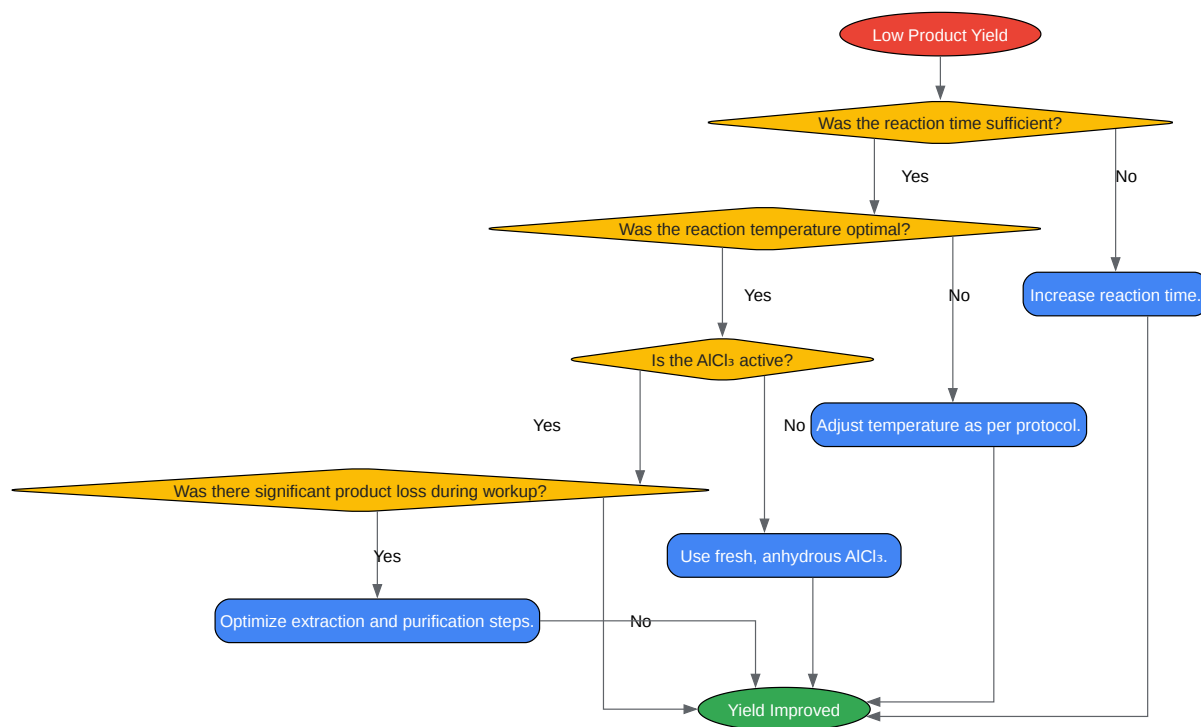 Low Product Yield
Was the reaction time sufficient?
Yes
No
Was the reaction temperature optimal?
Yes
No
Increase reaction time.
Is the AlCl₃ active?
Yes
No
Adjust temperature as per protocol.
Was there significant product loss during workup?
Yes
Use fresh, anhydrous AlCl₃.
Optimize extraction and purification steps.
No
Yield Improved